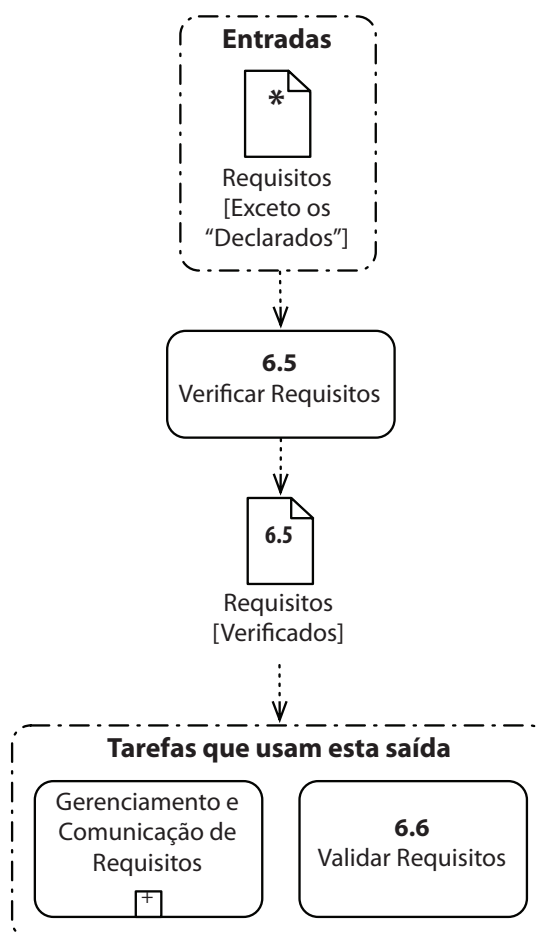 Entradas
*
Requisitos
[Exceto os
“Declarados”]
6.5
Verificar Requisitos
6.5
Requisitos
[Verificados]
Tarefas que usam esta saída
Gerenciamento e
Comunicação de
Requisitos
+
6.6
Validar Requisitos